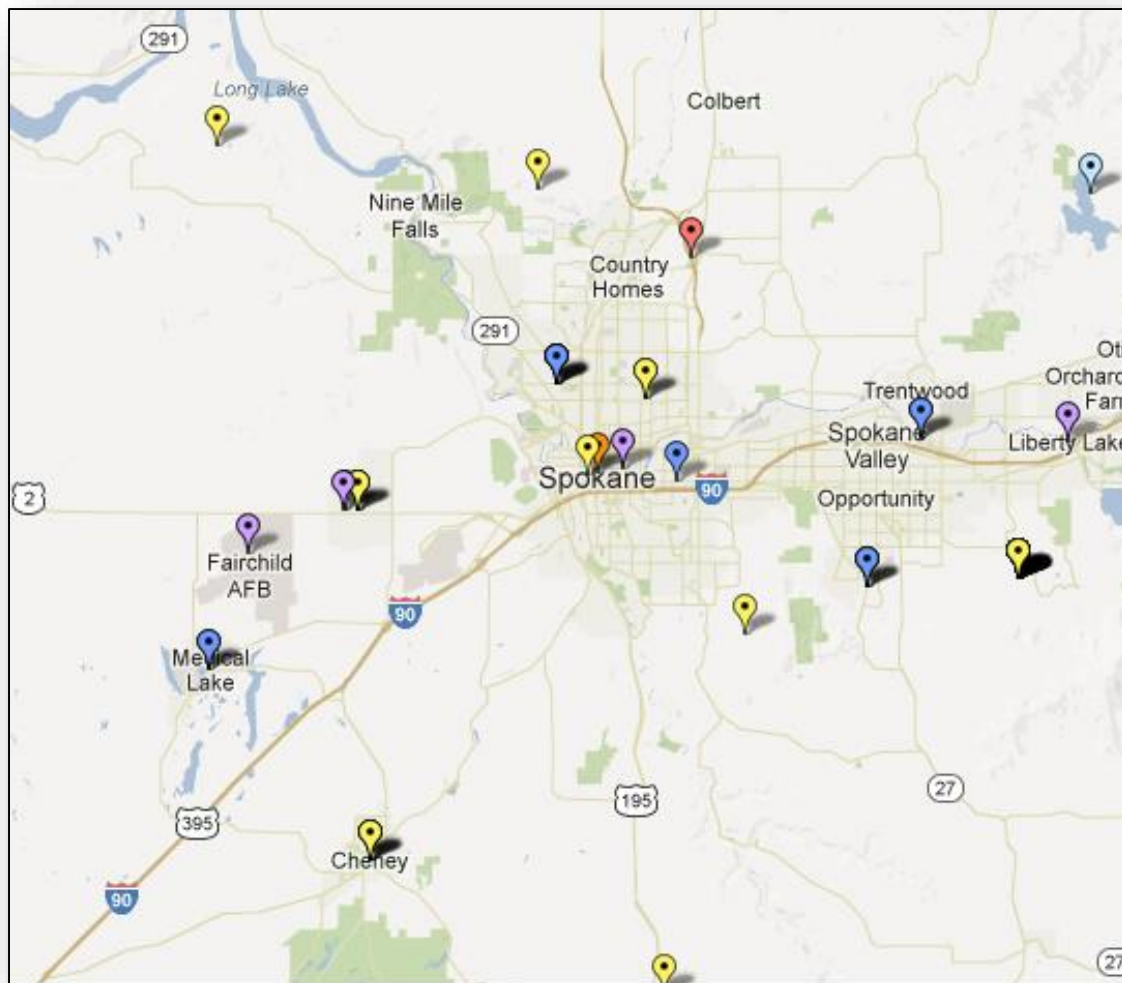 291
Long Lake
Colbert
Nine Mile
Falls
Country
Homes
291
Trentwood
Orchard
Spokane
Valley
Liberty Lake
Spokane
90
2
Opportunity
Fairchild
AFB
90
Medical
Lake
27
195
395
Cheney
90
27